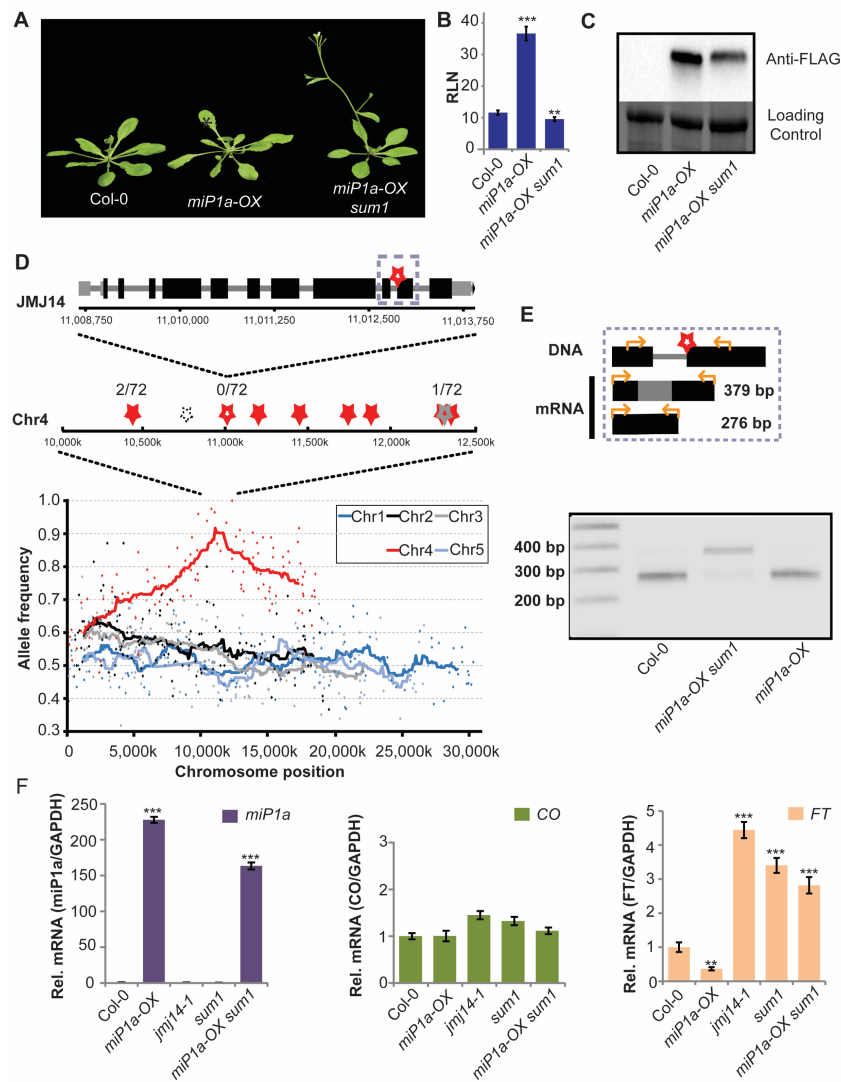 A
Col-0
miP1a-OX
miP1a-OX
sum1
B
RLN
40
30
20
10
0
***
**
Col-0
miP1a-OX
miP1a-OX sum1
C
Anti-FLAG
Loading
Control
Col-0
miP1a-OX
miP1a-OX sum1
D
JMJ14
11,008,750
11,010,000
11,011,250
11,012,500
11,013,750
2/72
0/72
1/72
Chr4
10,000k
10,500k
11,000k
11,500k
12,000k
12,500k
Allele frequency
1.0
0.9
0.8
0.7
0.6
0.5
0.4
0.3
Chr1
Chr2
Chr3
Chr4
Chr5
0
5,000k
10,000k
15,000k
20,000k
25,000k
30,000k
Chromosome position
E
DNA
mRNA
379 bp
276 bp
400 bp
300 bp
200 bp
Col-0
miP1a-OX sum1
miP1a-OX
F
Rel. mRNA (miP1a/GAPDH)
250
200
150
100
50
0
***
***
miP1a
Col-0
miP1a-OX
jmj14-1
sum1
miP1a-OX sum1
Rel. mRNA (CO/GAPDH)
3
2
1
0
CO
Col-0
miP1a-OX
jmj14-1
sum1
miP1a-OX sum1
Rel. mRNA (FT/GAPDH)
5
4
3
2
1
0
**
***
***
***
FT
Col-0
miP1a-OX
jmj14-1
sum1
miP1a-OX sum1